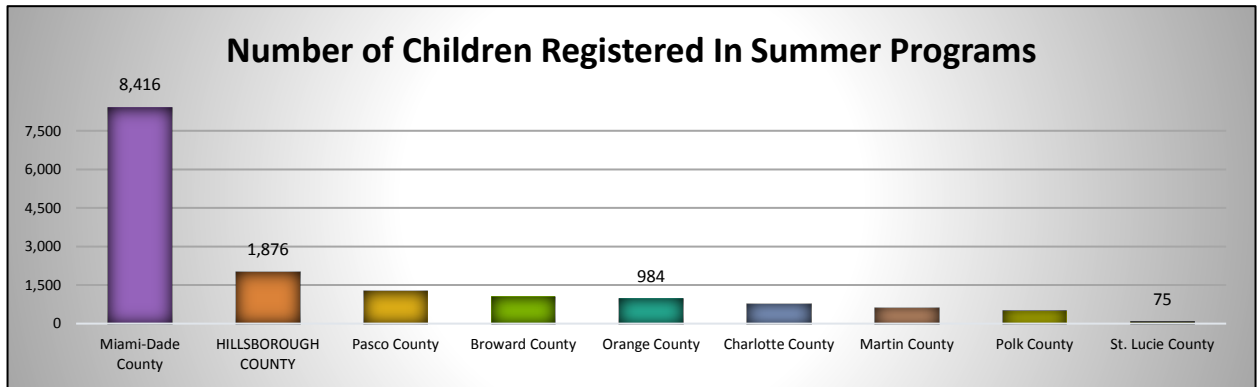 Number of Children Registered In Summer Programs
8,416
7,500
6,000
4,500
3,000
1,876
1,500
984
75
0
Miami-Dade
County
HILLSBOROUGH
COUNTY
Pasco County
Broward County
Orange County
Charlotte County
Martin County
Polk County
St. Lucie County